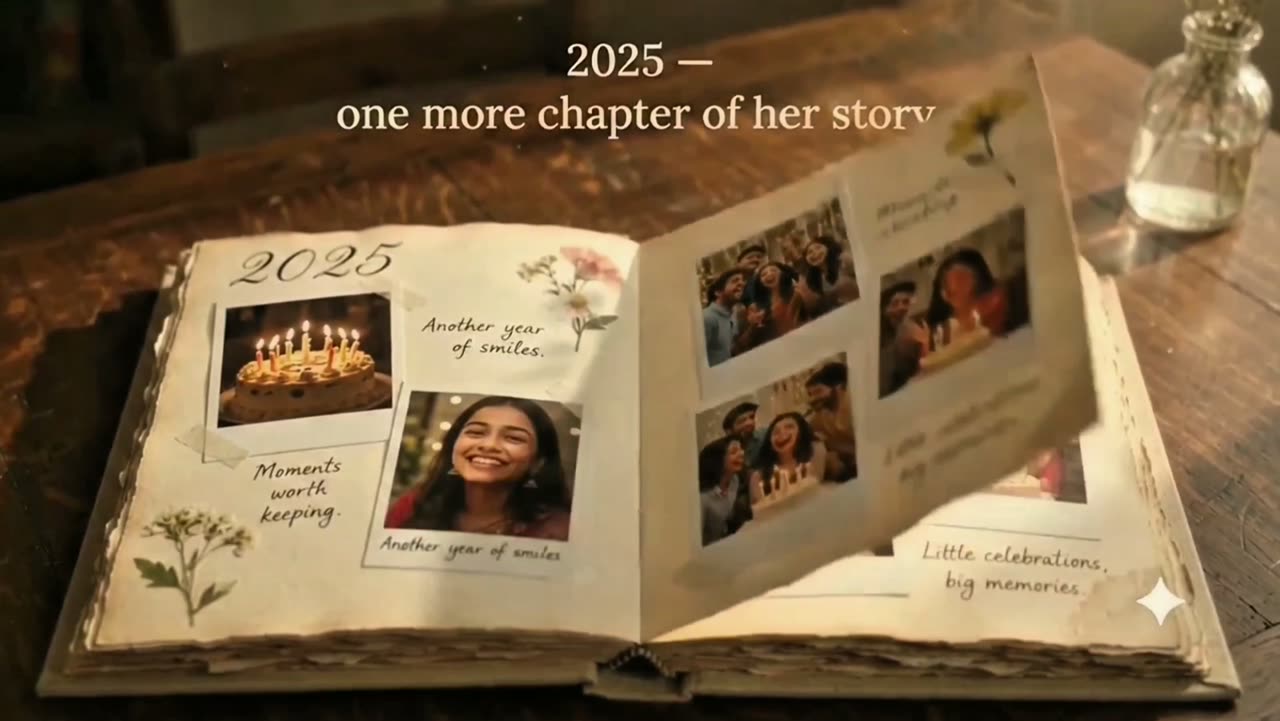 2025 —
one more chapter of her story
2025
Another year
of smiles.
Moments
worth
keeping.
Another year of smiles
Little celebrations,
big memories.